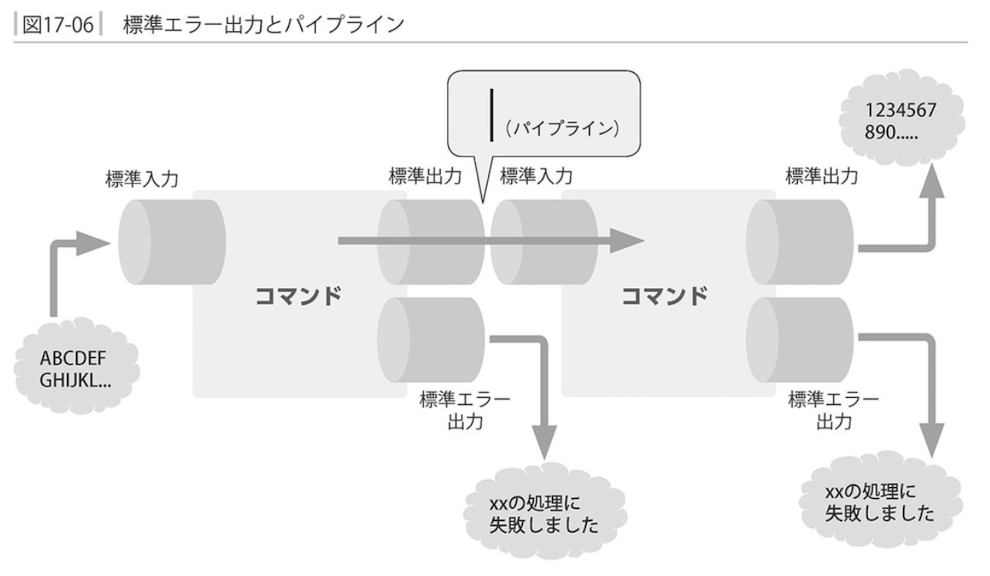 図17-06 標準エラー出力とパイプライン
|
(パイプライン)
1234567
890.....
標準入力
標準出力
標準入力
標準出力
コマンド
コマンド
ABCDEF
GHIJKL...
標準エラー
出力
標準エラー
出力
xxの処理に
失敗しました
xxの処理に
失敗しました